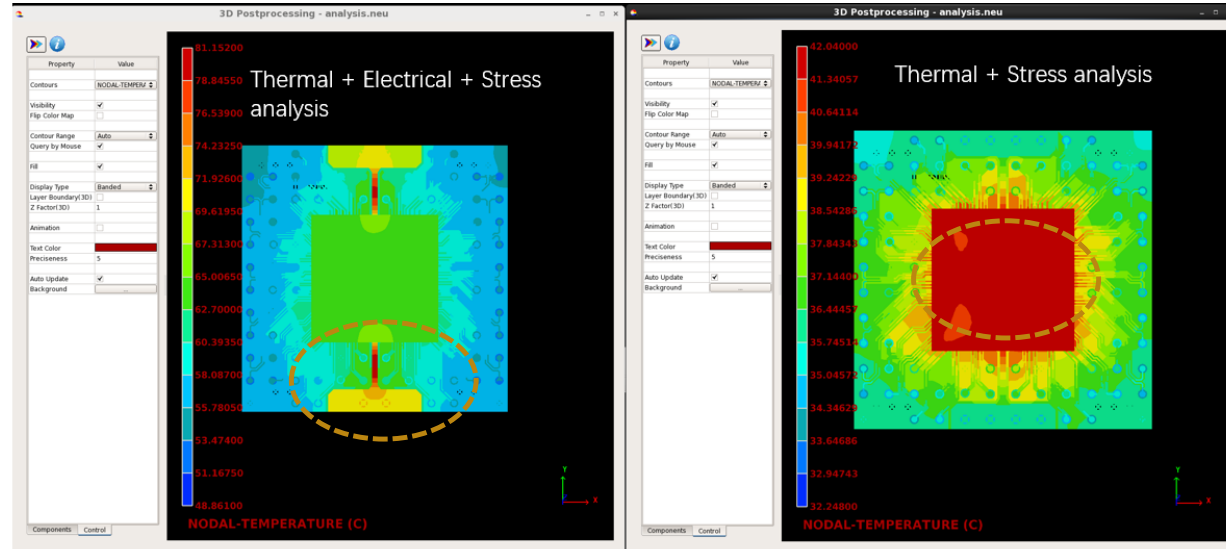 3D Postprocessing - analysis.neu
Property Value
Contours NODAL-TEMPERA
Visibility
Flip Color Map
Contour Range Auto
Query by Mouse
Fill
Display Type Banded
Layer Boundary(3D)
Z Factor(3D) 1
Animation
Text Color
Preciseness 5
Auto Update
Background ...
Components Control
81.15200
78.84550
76.53900
74.23250
71.92600
69.61950
67.31300
65.00650
62.70000
60.39350
58.08700
55.78050
53.47400
51.16750
48.86100
Thermal + Electrical + Stress
analysis
Y
X
NODAL-TEMPERATURE (C)
3D Postprocessing - analysis.neu
Property Value
Contours NODAL-TEMPERA
Visibility
Flip Color Map
Contour Range Auto
Query by Mouse
Fill
Display Type Banded
Layer Boundary(3D)
Z Factor(3D) 1
Animation
Text Color
Preciseness 5
Auto Update
Background ...
Components Control
42.04000
41.34057
40.64114
39.94172
39.24229
38.54286
37.84343
37.14400
36.44457
35.74514
35.04572
34.34629
33.64686
32.94743
32.24800
Thermal + Stress analysis
Y
X
NODAL-TEMPERATURE (C)